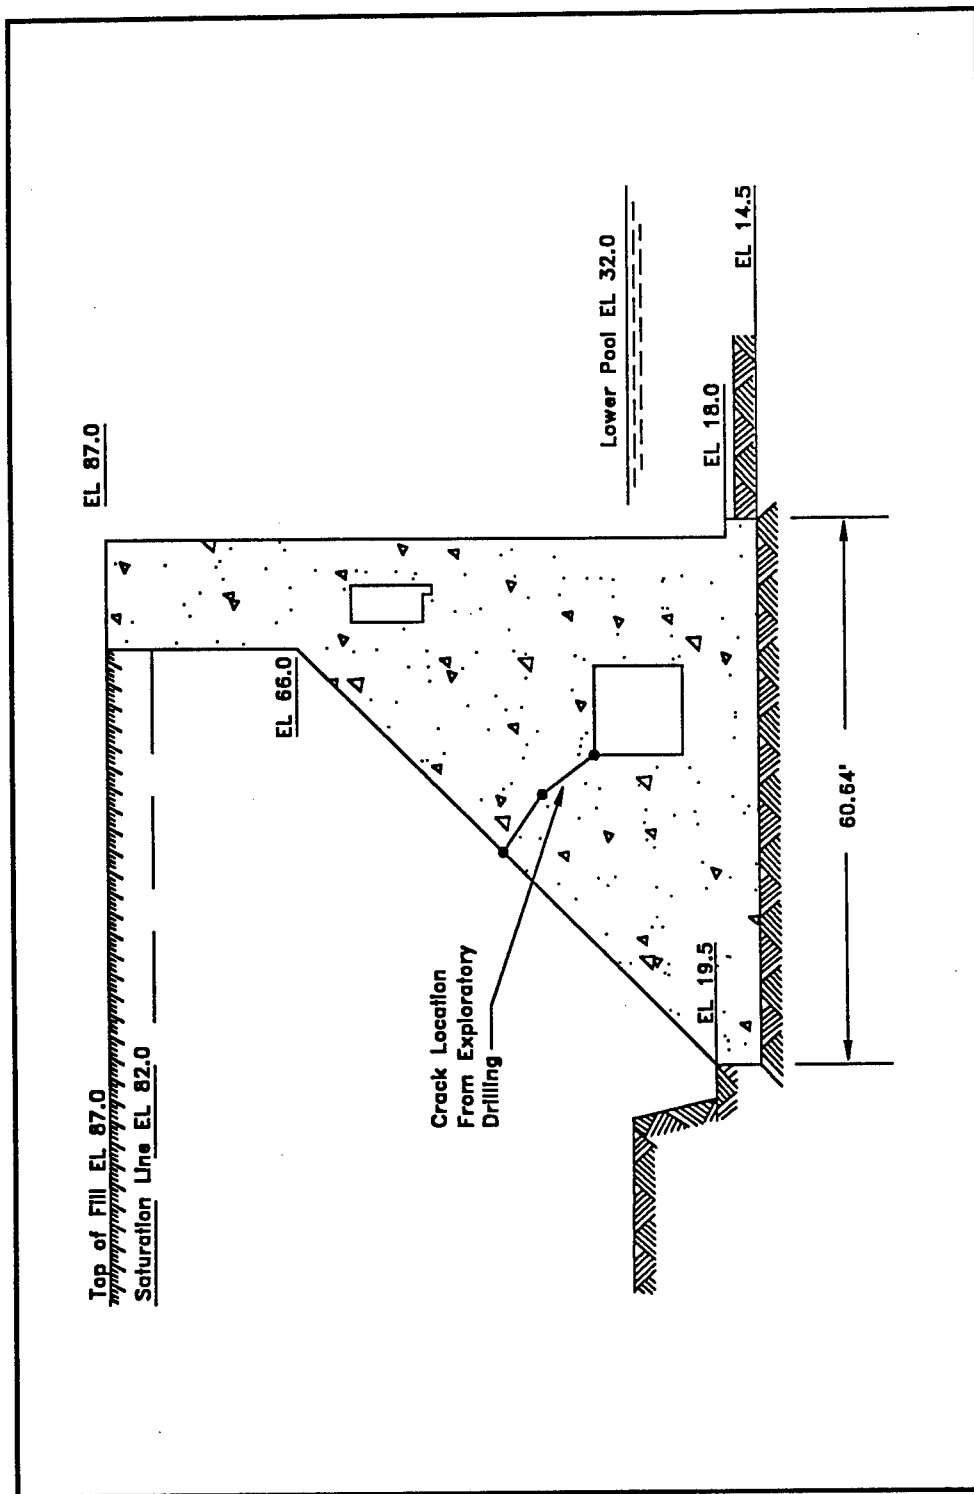 Top of Fill EL 87.0
Saturation Line EL 82.0
EL 87.0
EL 66.0
Crack Location
From Exploratory
Drilling
EL 19.5
Lower Pool EL 32.0
EL 18.0
EL 14.5
60.64'